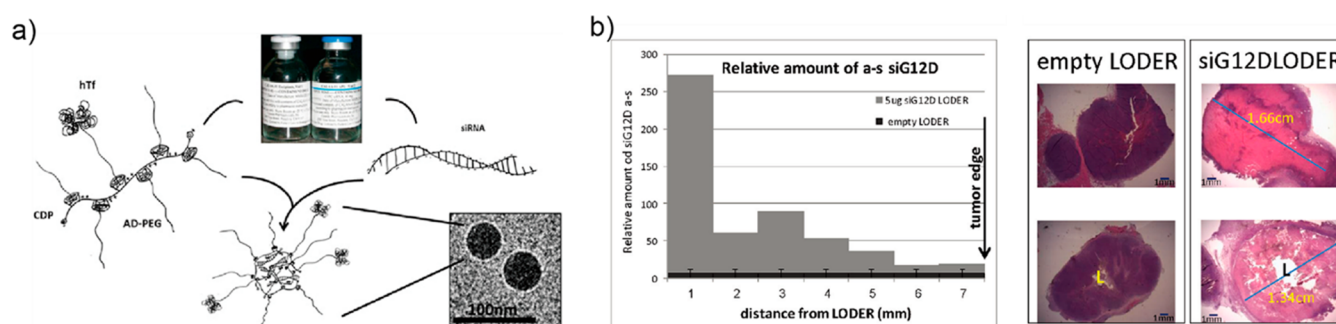 a)
hTf
siRNA
CDP
AD-PEG
100nm
b)
Relative amount of a-s siG12D
5ug siG12D LODER
empty LODER
tumor edge
Relative amount od siG12D a-s
300
250
200
150
100
50
0
1 2 3 4 5 6 7
distance from LODER (mm)
empty LODER
siG12DLODER
1mm
1.66cm
1mm
L
1mm
L
1.34cm
1mm